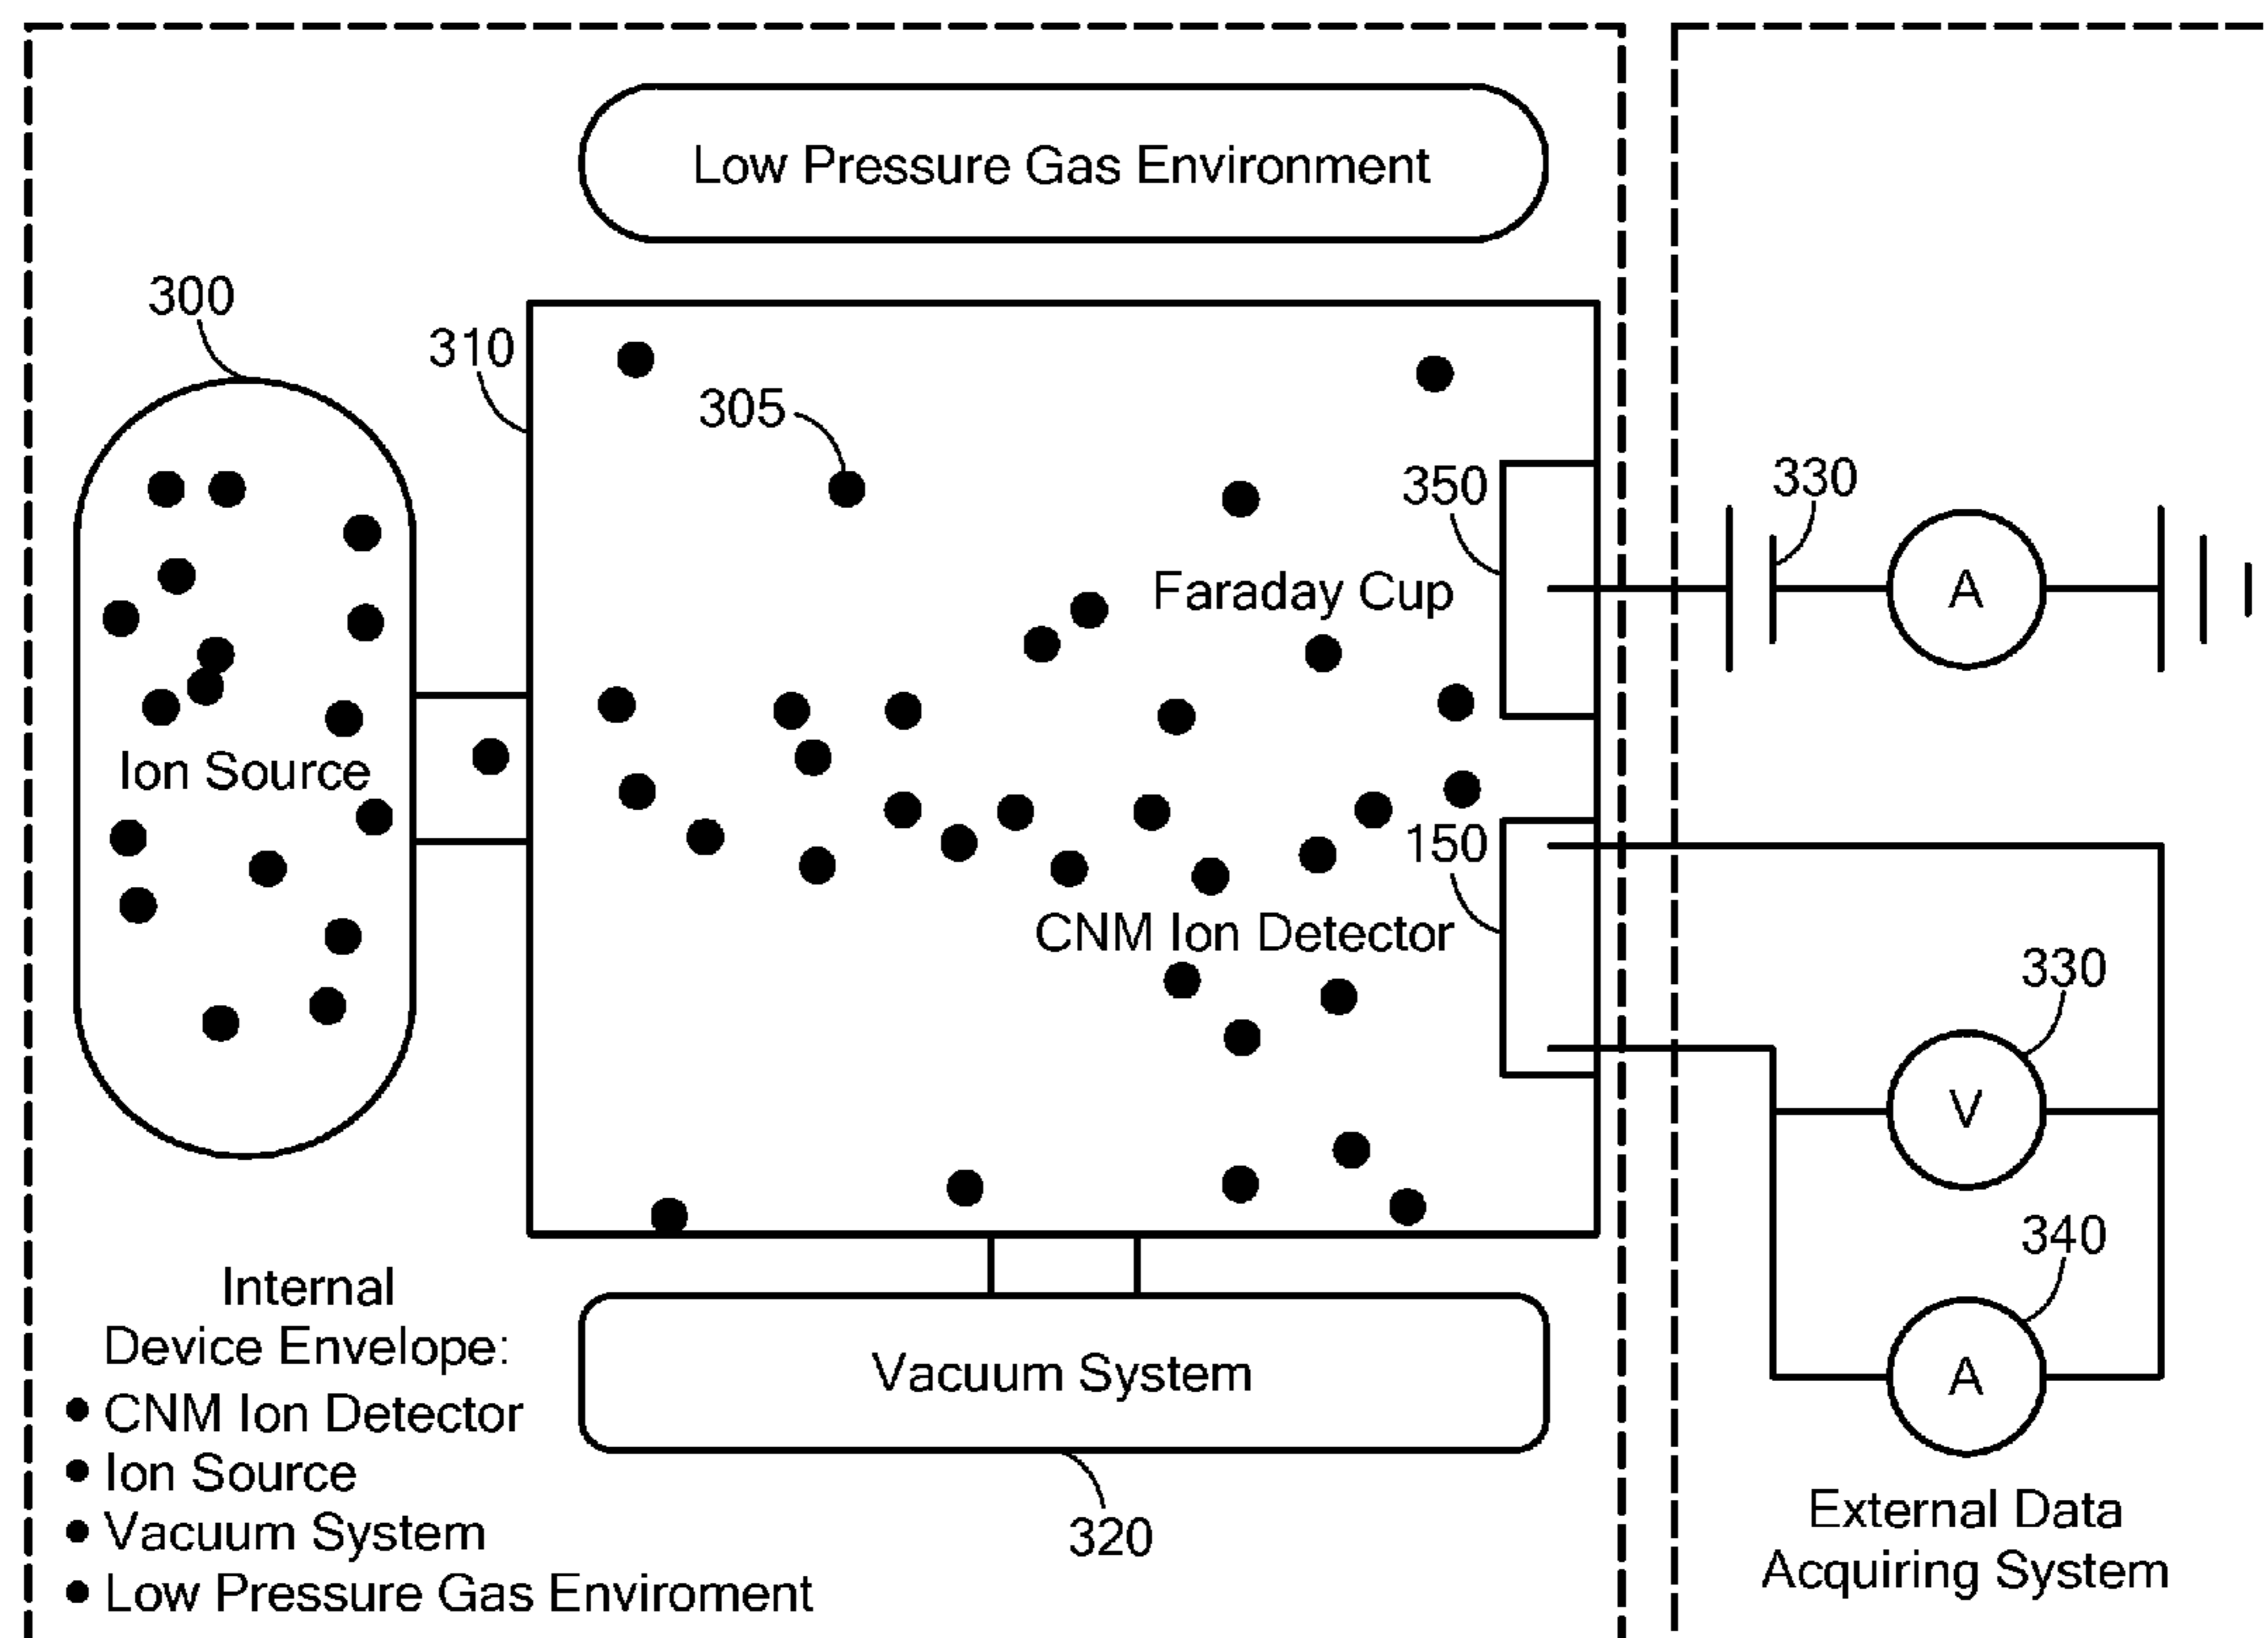 Low Pressure Gas Environment
300
310
305
350
330
Faraday Cup
A
Ion Source
150
CNM Ion Detector
330
V
340
A
Vacuum System
320
Internal
Device Envelope:
• CNM Ion Detector
• Ion Source
• Vacuum System
• Low Pressure Gas Enviroment
External Data
Acquiring System